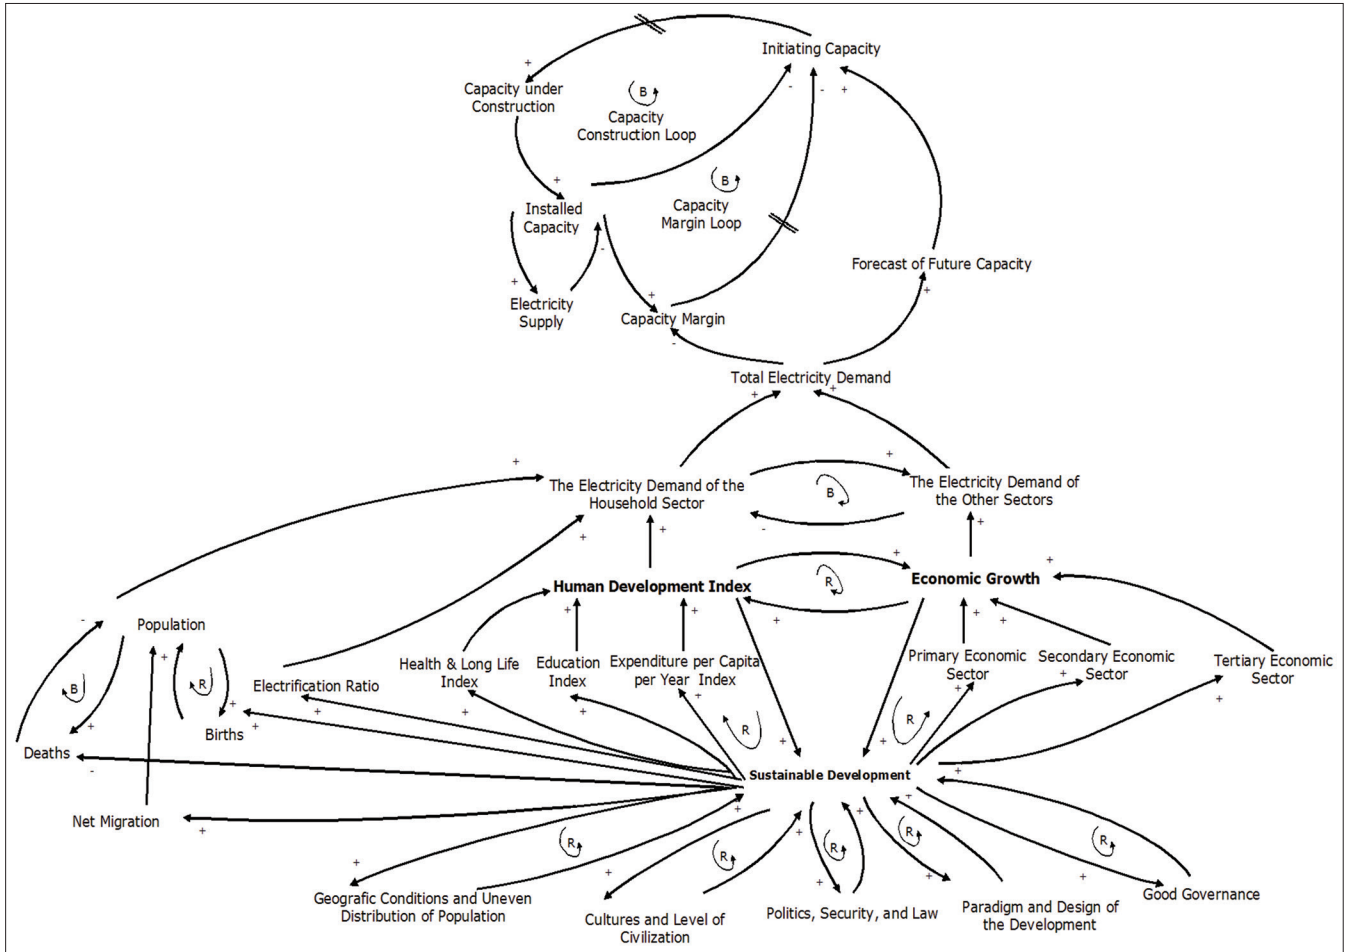 Initiating Capacity
+
Capacity under
Construction
B
Capacity
Construction Loop
-
-
+
+
Installed
Capacity
B
Capacity
Margin Loop
-
+
Electricity
Supply
+
Capacity Margin
Forecast of Future Capacity
+
-
Total Electricity Demand
+
+
+
The Electricity Demand of the
Household Sector
+
B
The Electricity Demand of
the Other Sectors
-
+
+
+
Human Development Index
+
R
Economic Growth
+
+
-
Population
+
+
+
+
+
Health & Long Life
Index
Education
Index
Expenditure per Capita
per Year Index
Primary Economic
Sector
Secondary Economic
Sector
Tertiary Economic
Sector
+
B
R
Electrification Ratio
+
+
Births
+
+
+
+
+
R
R
+
+
+
+
+
Deaths
-
Sustainable Development
+
Net Migration
+
+
+
+
+
R
R
R
R
R
+
+
+
+
+
Geografic Conditions and Uneven
Distribution of Population
Cultures and Level of
Civilization
Politics, Security, and Law
Paradigm and Design of
the Development
Good Governance